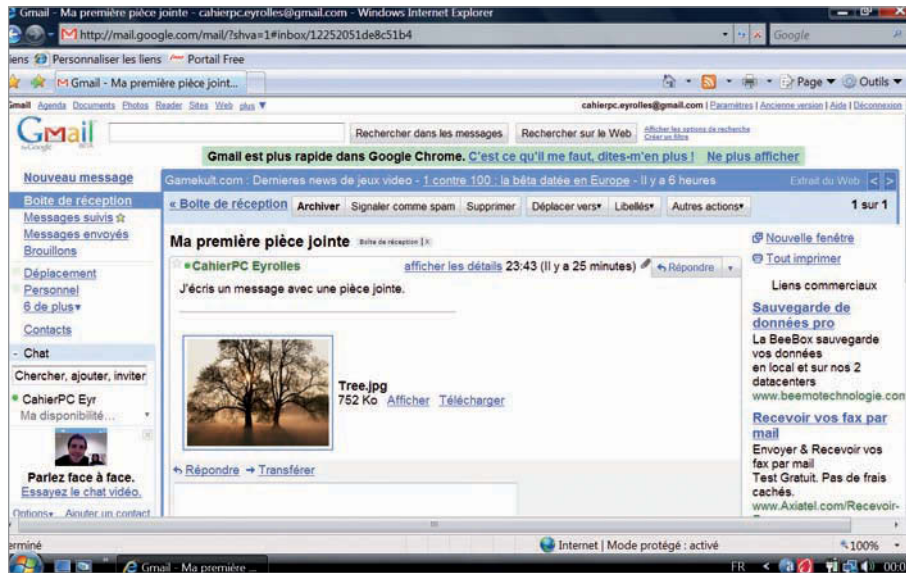 Gmail - Ma première pièce jointe - cahierpc.eyrolles@gmail.com - Windows Internet Explorer
http://mail.google.com/mail/?shva=1#inbox/12252051de8c51b4
Google
iens Personnaliser les liens Portail Free
Gmail - Ma première pièce joint...
Page Outils
Gmail Agenda Documents Photos Reader Sites Web plus
cahierpc.eyrolles@gmail.com | Paramètres | Ancienne version | Aide | Déconnexion
Gmail
by Google BETA
Rechercher dans les messages
Rechercher sur le Web
Afficher les options de recherche
Créer un filtre
Gmail est plus rapide dans Google Chrome. C'est ce qu'il me faut, dites-m'en plus ! Ne plus afficher
Nouveau message
Boîte de réception
Messages suivis
Messages envoyés
Brouillons
Déplacement
Personnel
6 de plus
Contacts
- Chat
Chercher, ajouter, inviter
CahierPC Eyr
Ma disponibilité…
Parlez face à face.
Essayez le chat vidéo.
Options Ajouter un contact
Gamekult.com : Dernieres news de jeux video - 1 contre 100 : la bêta datée en Europe - Il y a 6 heures
Extrait du Web < >
« Boîte de réception Archiver Signaler comme spam Supprimer Déplacer vers Libellés Autres actions
1 sur 1
Ma première pièce jointe Boîte de réception | X
CahierPC Eyrolles afficher les détails 23:43 (Il y a 25 minutes) Répondre
J'écris un message avec une pièce jointe.
Tree.jpg
752 Ko Afficher Télécharger
Répondre Transférer
Nouvelle fenêtre
Tout imprimer
Liens commerciaux
Sauvegarde de
données pro
La BeeBox sauvegarde
vos données
en local et sur nos 2
datacenters
www.beemotechnologie.com
Recevoir vos fax par
mail
Envoyer & Recevoir vos
fax par mail
Test Gratuit. Pas de frais
cachés.
www.Axiatel.com/Recevoir-
erminé
Internet | Mode protégé : activé
100%
Gmail - Ma première ...
FR
00:0